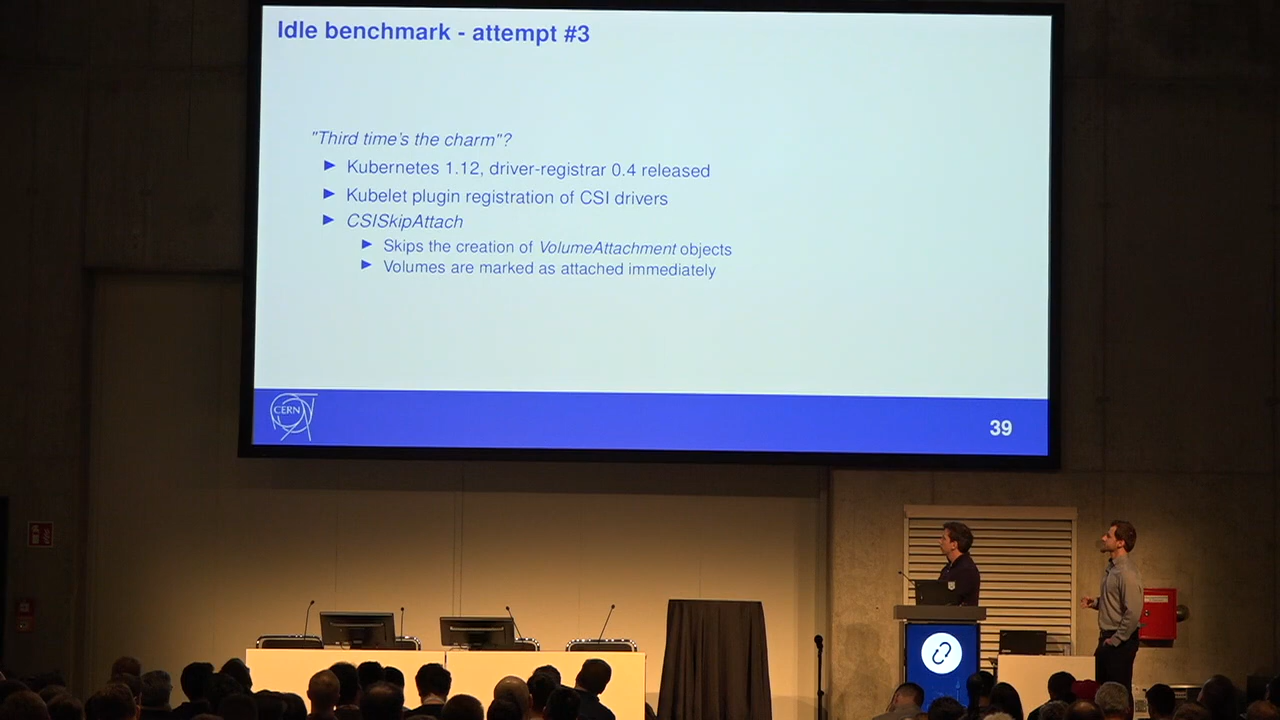 Idle benchmark - attempt #3
"Third time's the charm"?
Kubernetes 1.12, driver-registrar 0.4 released
Kubelet plugin registration of CSI drivers
CSISkipAttach
Skips the creation of VolumeAttachment objects
Volumes are marked as attached immediately
CERN
39